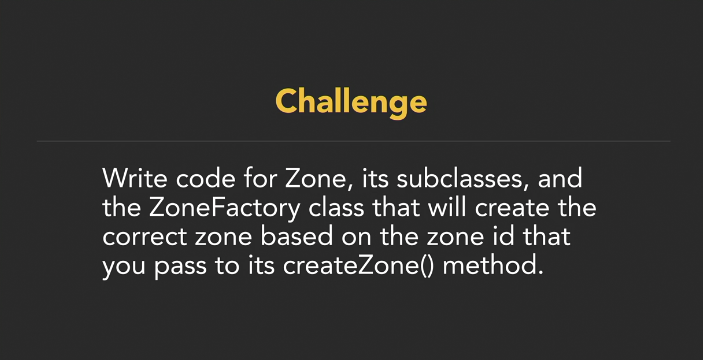 Challenge
Write code for Zone, its subclasses, and
the ZoneFactory class that will create the
correct zone based on the zone id that
you pass to its createZone() method.